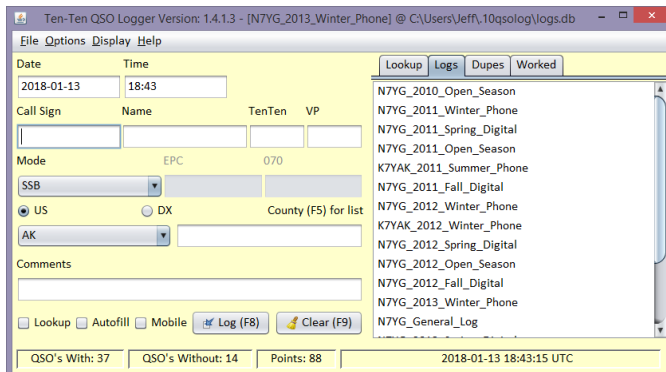 Ten-Ten QSO Logger Version: 1.4.1.3 - [N7YG_2013_Winter_Phone] @ C:\Users\Jeff\.10qsolog\logs.db
File Options Display Help
Date Time
2018-01-13 18:43
Call Sign Name TenTen VP
Mode EPC 070
SSB
US DX County (F5) for list
AK
Comments
Lookup Autofill Mobile Log (F8) Clear (F9)
Lookup Logs Dupes Worked
N7YG_2010_Open_Season
N7YG_2011_Winter_Phone
N7YG_2011_Spring_Digital
N7YG_2011_Open_Season
K7YAK_2011_Summer_Phone
N7YG_2011_Fall_Digital
N7YG_2012_Winter_Phone
K7YAK_2012_Winter_Phone
N7YG_2012_Spring_Digital
N7YG_2012_Open_Season
N7YG_2012_Fall_Digital
N7YG_2013_Winter_Phone
N7YG_General_Log
QSO's With: 37 QSO's Without: 14 Points: 88 2018-01-13 18:43:15 UTC